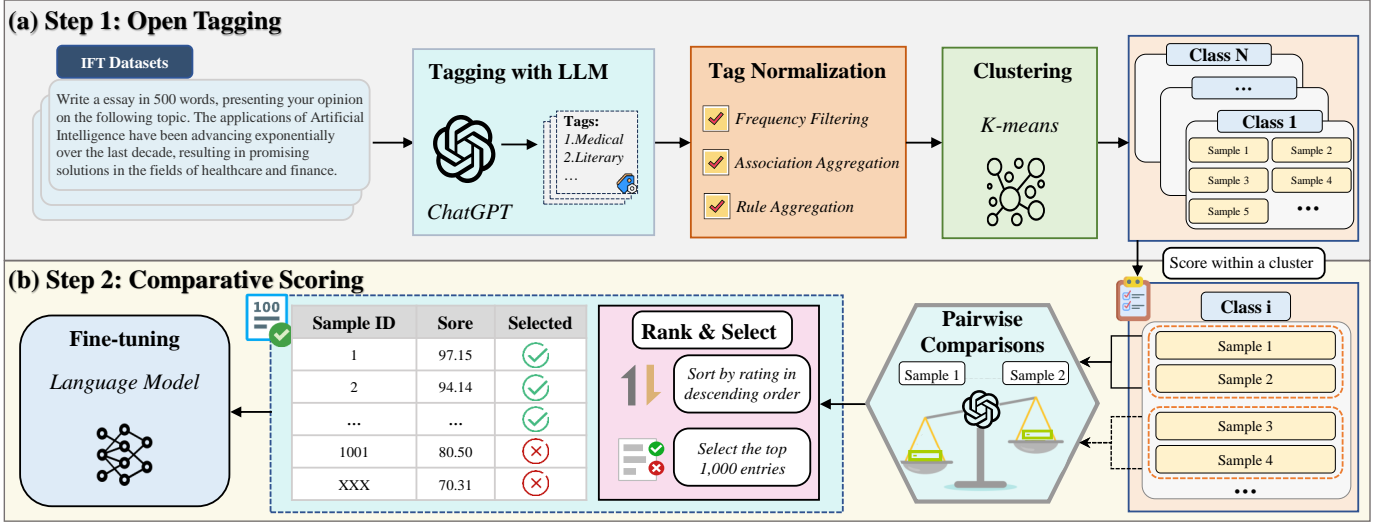 (a) Step 1: Open Tagging
IFT Datasets
Write a essay in 500 words, presenting your opinion
on the following topic. The applications of Artificial
Intelligence have been advancing exponentially
over the last decade, resulting in promising
solutions in the fields of healthcare and finance.
Tagging with LLM
ChatGPT
Tags:
1.Medical
2.Literary
…
Tag Normalization
Frequency Filtering
Association Aggregation
Rule Aggregation
Clustering
K-means
Class N
...
Class 1
Sample 1
Sample 2
Sample 3
Sample 4
Sample 5
...
Score within a cluster
(b) Step 2: Comparative Scoring
Fine-tuning
Language Model
100
Sample ID Sore Selected
1 97.15
2 94.14
... ...
1001 80.50
XXX 70.31
Rank & Select
Sort by rating in
descending order
Select the top
1,000 entries
Pairwise
Comparisons
Sample 1
Sample 2
Class i
Sample 1
Sample 2
Sample 3
Sample 4
...